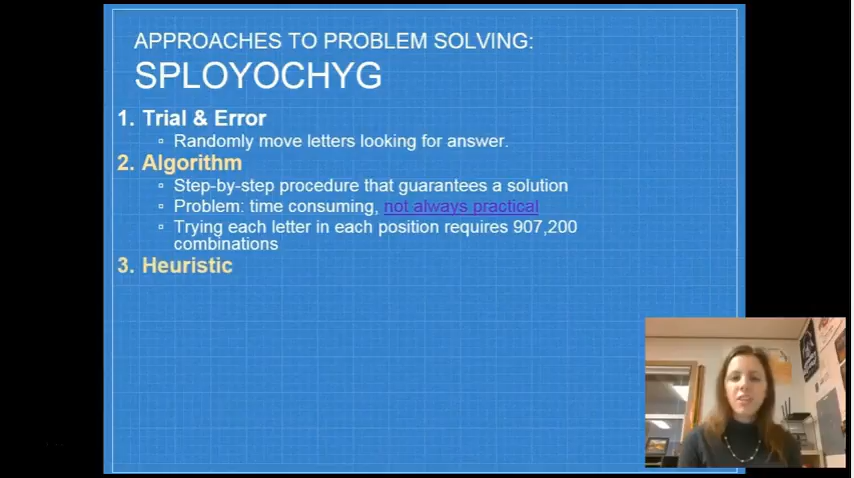 APPROACHES TO PROBLEM SOLVING:
SPLOYOCHYG
1. Trial & Error
▫ Randomly move letters looking for answer.
2. Algorithm
▫ Step-by-step procedure that guarantees a solution
▫ Problem: time consuming, not always practical
▫ Trying each letter in each position requires 907,200
combinations
3. Heuristic